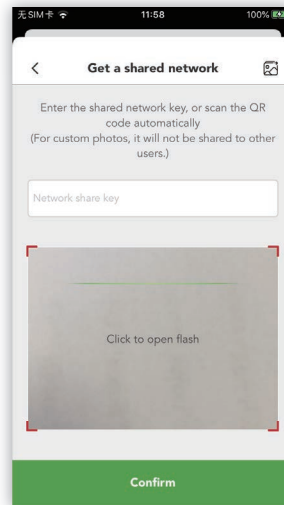 无SIM卡 11:58 100%
Get a shared network
Enter the shared network key, or scan the QR
code automatically
(For custom photos, it will not be shared to other
users.)
Network share key
Click to open flash
Confirm